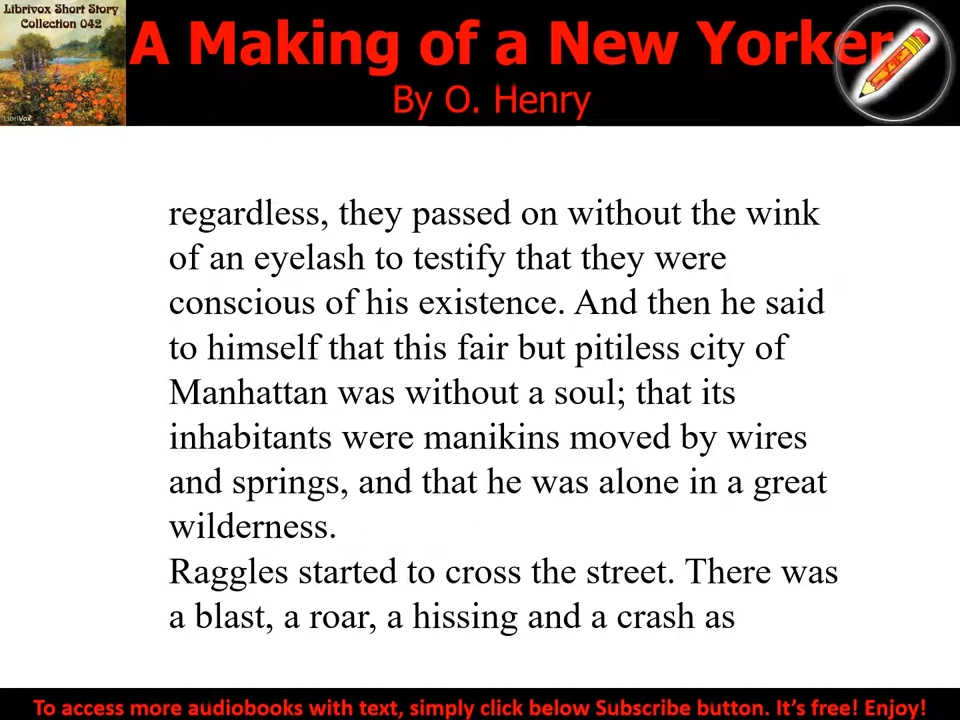 Librivox Short Story
Collection 042
LibriVox
A Making of a New Yorker
By O. Henry
regardless, they passed on without the wink
of an eyelash to testify that they were
conscious of his existence. And then he said
to himself that this fair but pitiless city of
Manhattan was without a soul; that its
inhabitants were manikins moved by wires
and springs, and that he was alone in a great
wilderness.
Raggles started to cross the street. There was
a blast, a roar, a hissing and a crash as
To access more audiobooks with text, simply click below Subscribe button. It's free! Enjoy!